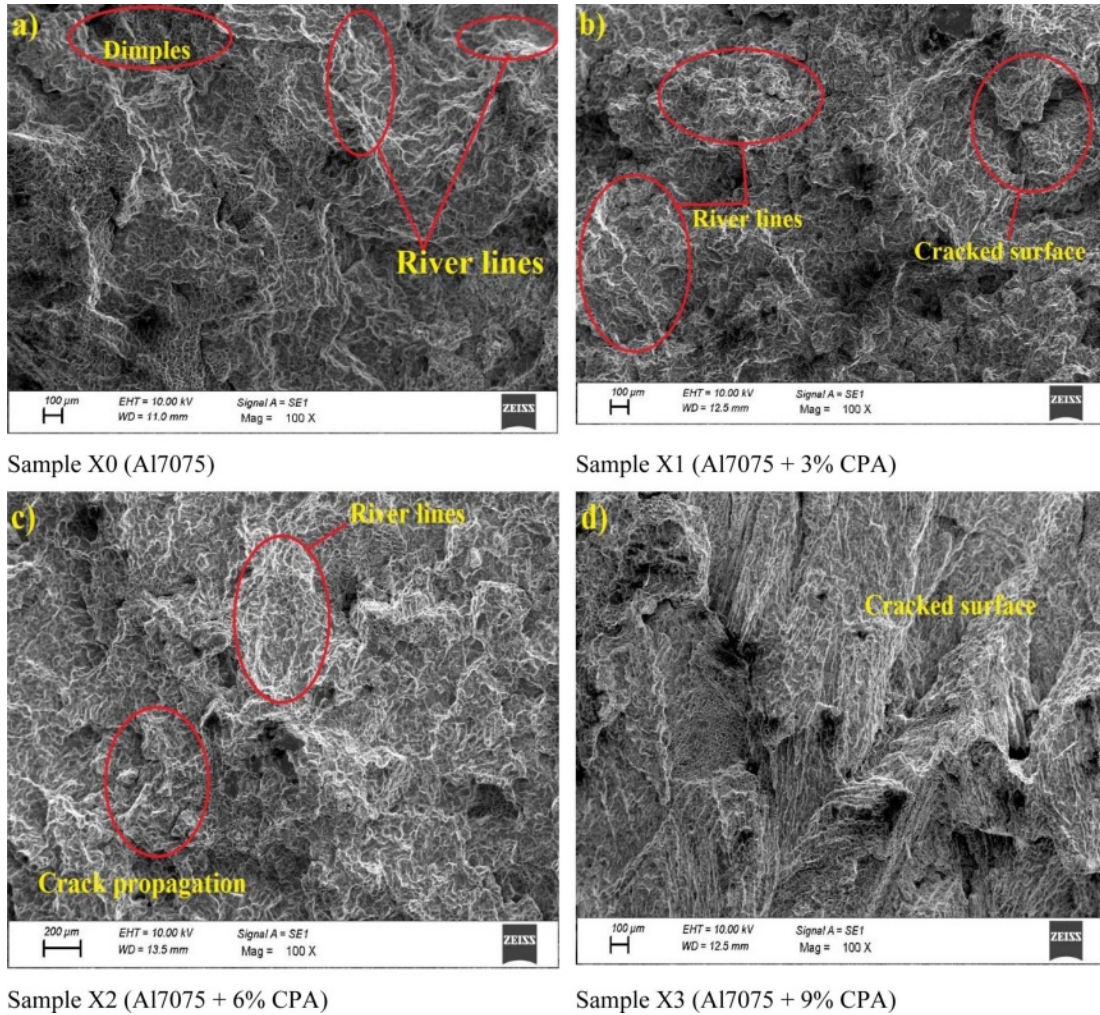 a)
Dimples
River lines
100 µm
EHT = 10.00 kV
WD = 11.0 mm
Signal A = SE1
Mag = 100 X
ZEISS
Sample X0 (Al7075)
b)
River lines
Cracked surface
100 µm
EHT = 10.00 kV
WD = 12.5 mm
Signal A = SE1
Mag = 100 X
ZEISS
Sample X1 (Al7075 + 3% CPA)
c)
River lines
Crack propagation
200 µm
EHT = 10.00 kV
WD = 13.5 mm
Signal A = SE1
Mag = 100 X
ZEISS
Sample X2 (Al7075 + 6% CPA)
d)
Cracked surface
100 µm
EHT = 10.00 kV
WD = 12.5 mm
Signal A = SE1
Mag = 100 X
ZEISS
Sample X3 (Al7075 + 9% CPA)